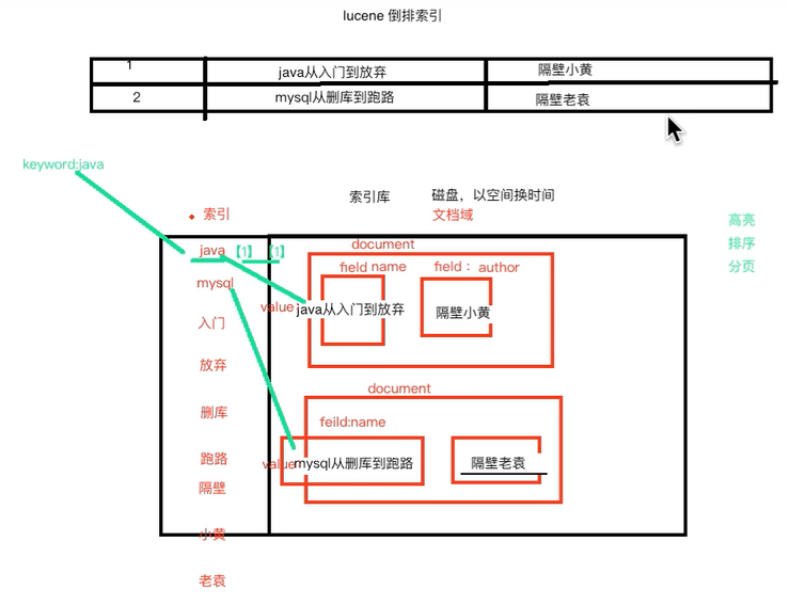 lucene 倒排索引
1
java从入门到放弃
隔壁小黄
2
mysql从删库到跑路
隔壁老袁
keyword:java
索引库
磁盘，以空间换时间
索引
文档域
高亮
排序
分页
java
【1】
【1】
document
field name
field： author
mysql
value
java从入门到放弃
隔壁小黄
入门
放弃
document
删库
feild:name
跑路
value
mysql从删库到跑路
隔壁老袁
隔壁
小黄
老袁